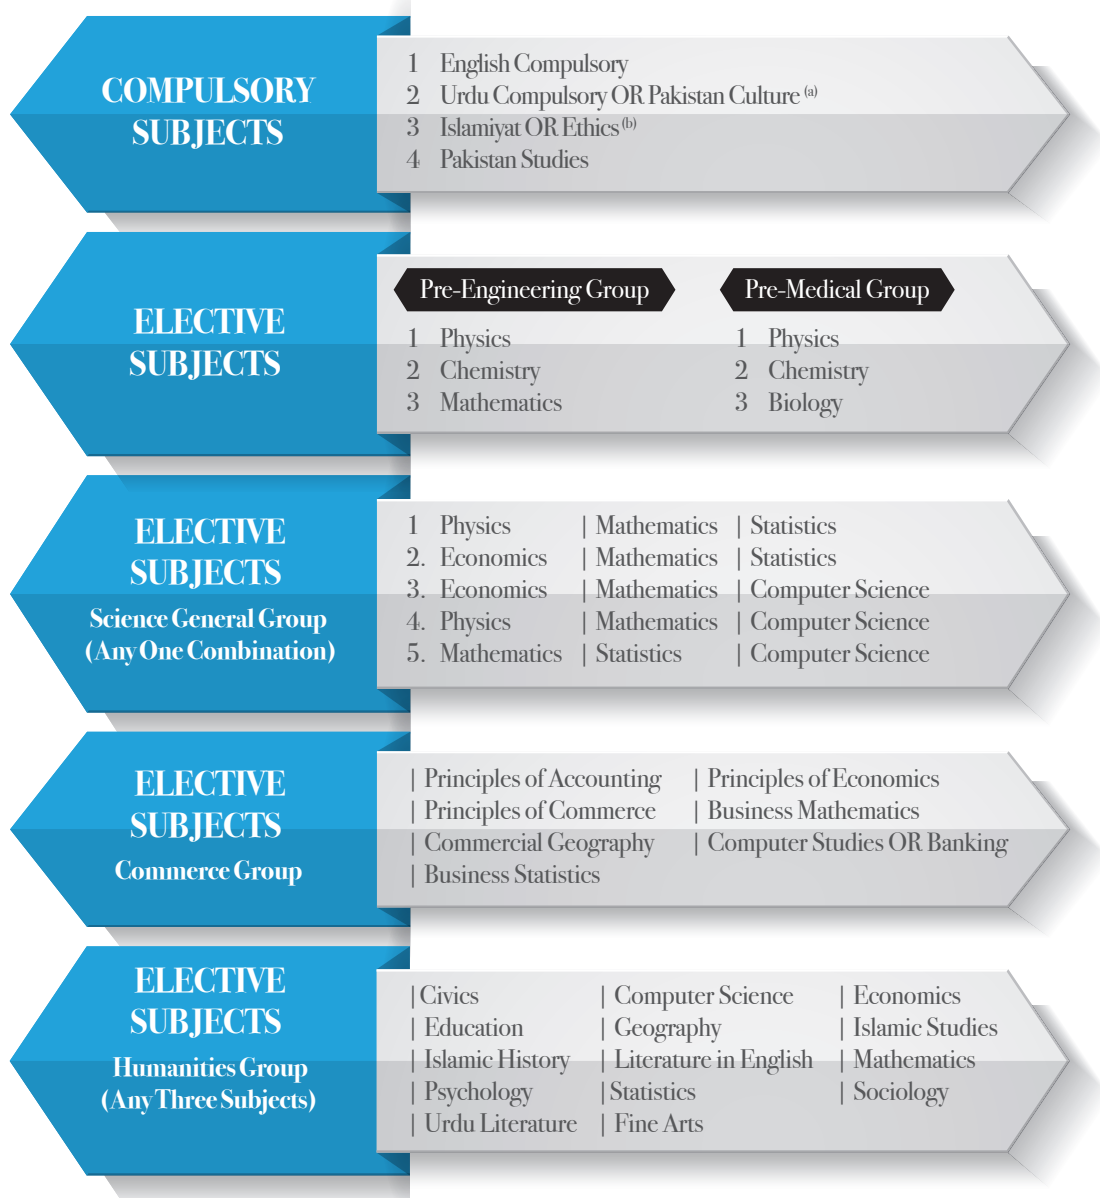 COMPULSORY
SUBJECTS
1 English Compulsory
2 Urdu Compulsory OR Pakistan Culture (a)
3 Islamiyat OR Ethics (b)
4 Pakistan Studies
ELECTIVE
SUBJECTS
Pre-Engineering Group
1 Physics
2 Chemistry
3 Mathematics
Pre-Medical Group
1 Physics
2 Chemistry
3 Biology
ELECTIVE
SUBJECTS
Science General Group
(Any One Combination)
1 Physics | Mathematics | Statistics
2. Economics | Mathematics | Statistics
3. Economics | Mathematics | Computer Science
4. Physics | Mathematics | Computer Science
5. Mathematics | Statistics | Computer Science
ELECTIVE
SUBJECTS
Commerce Group
| Principles of Accounting | Principles of Economics
| Principles of Commerce | Business Mathematics
| Commercial Geography | Computer Studies OR Banking
| Business Statistics
ELECTIVE
SUBJECTS
Humanities Group
(Any Three Subjects)
| Civics | Computer Science | Economics
| Education | Geography | Islamic Studies
| Islamic History | Literature in English | Mathematics
| Psychology | Statistics | Sociology
| Urdu Literature | Fine Arts